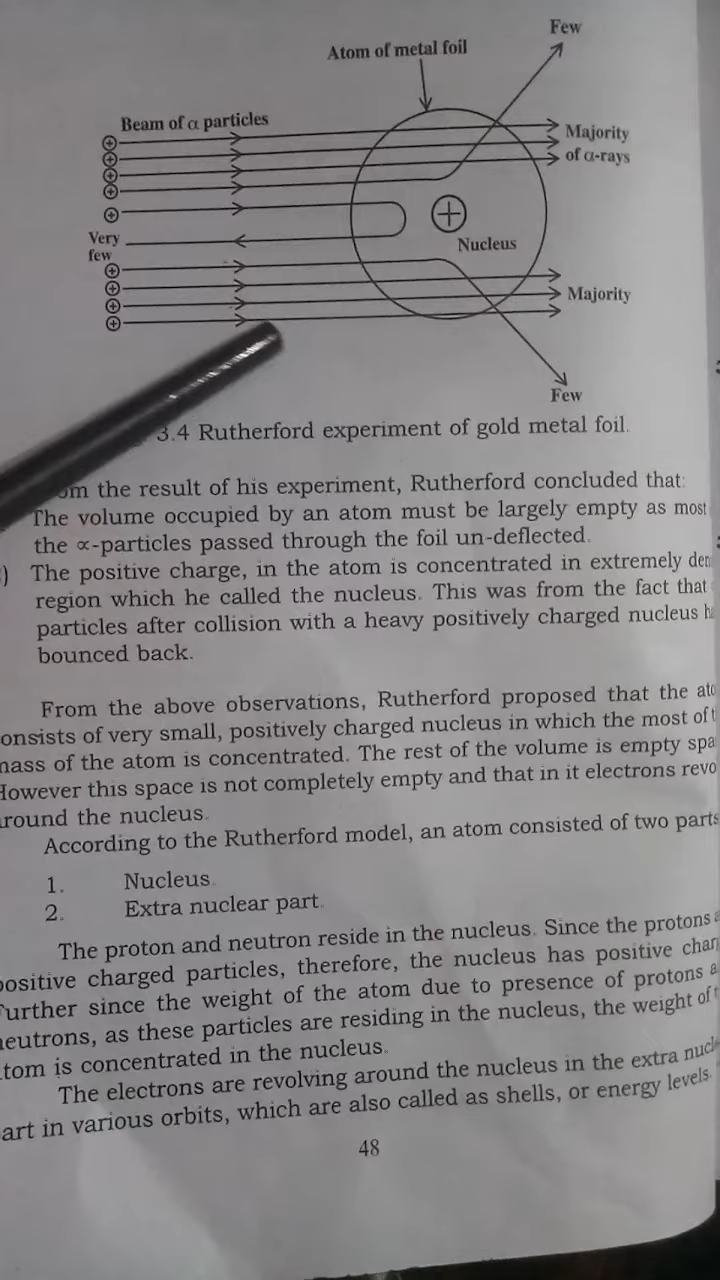 Few
Atom of metal foil
Beam of α particles
Majority
of α-rays
Very
few
Nucleus
Majority
Few
3.4 Rutherford experiment of gold metal foil.
the result of his experiment, Rutherford concluded that:
The volume occupied by an atom must be largely empty as most
the ∝-particles passed through the foil un-deflected.
) The positive charge, in the atom is concentrated in extremely
region which he called the nucleus. This was from the fact that
particles after collision with a heavy positively charged nucleus
bounced back.
From the above observations, Rutherford proposed that the
onsists of very small, positively charged nucleus in which the most of
mass of the atom is concentrated. The rest of the volume is empty
However this space is not completely empty and that in it electrons
around the nucleus.
According to the Rutherford model, an atom consisted of two parts
1. Nucleus.
2. Extra nuclear part.
The proton and neutron reside in the nucleus. Since the protons
positive charged particles, therefore, the nucleus has positive
Further since the weight of the atom due to presence of protons
neutrons, as these particles are residing in the nucleus, the weight of
tom is concentrated in the nucleus.
The electrons are revolving around the nucleus in the extra
art in various orbits, which are also called as shells, or energy levels.
48